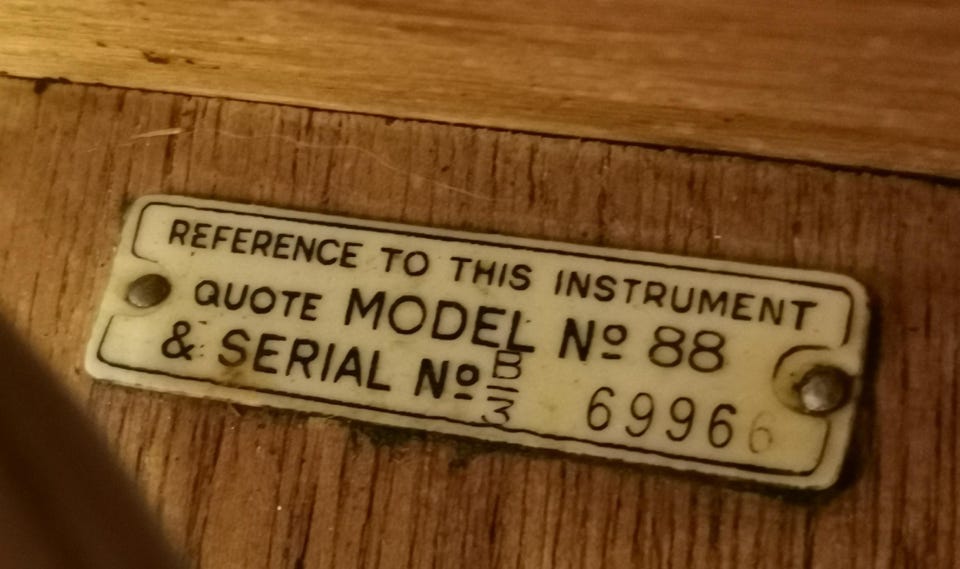 REFERENCE TO THIS INSTRUMENT
QUOTE MODEL Nº 88
& SERIAL Nº B/3 69966